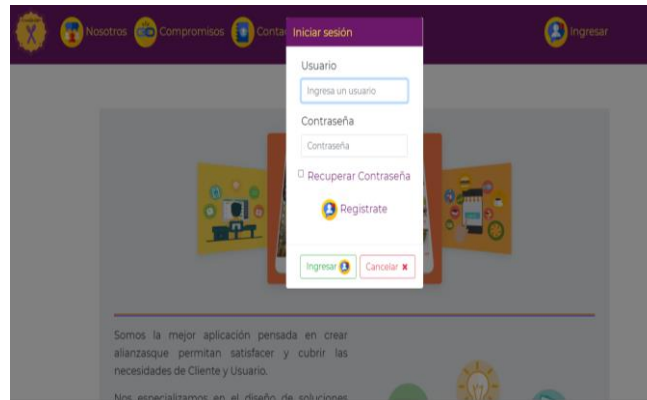 Nosotros
Compromisos
Conta
Ingresar
Iniciar sesión
Usuario
Ingresa un usuario
Contraseña
Contraseña
Recuperar Contraseña
Registrate
Ingresar
Cancelar
Somos la mejor aplicación pensada en crear
alianzasque permitan satisfacer y cubrir las
necesidades de Cliente y Usuario.
Nos especializamos en el diseño de soluciones